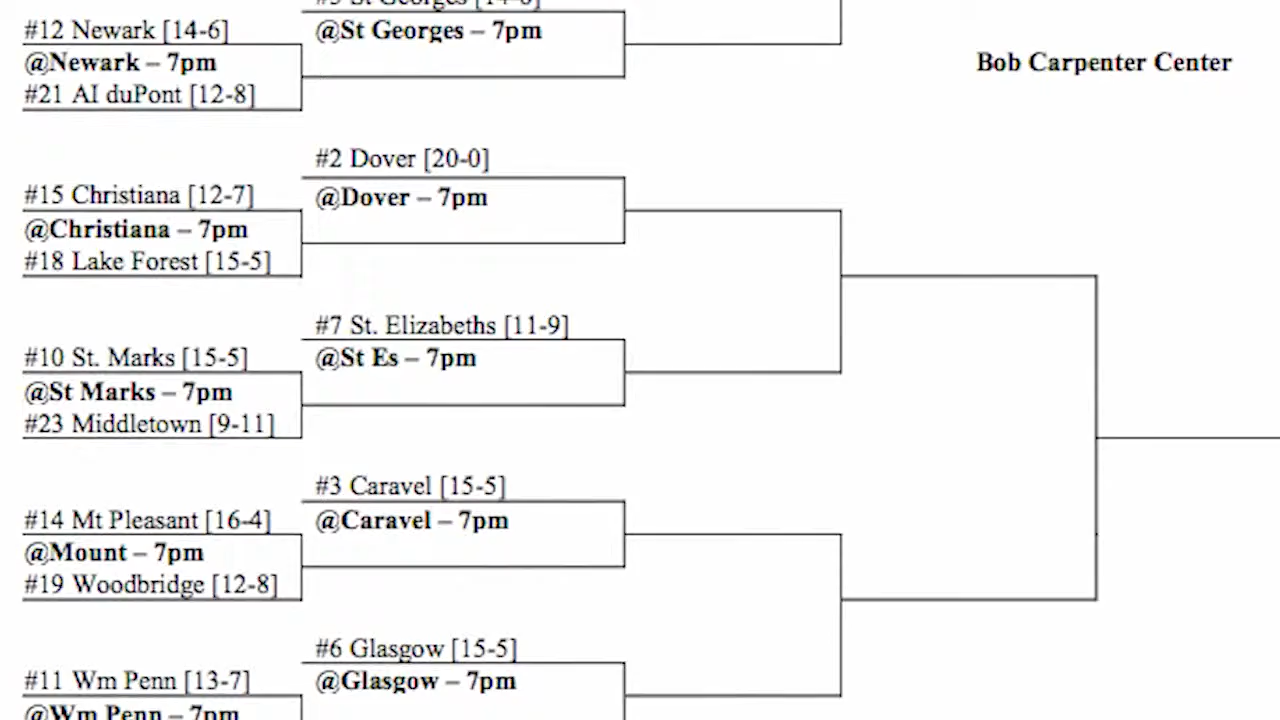 #12 Newark [14-6]
@Newark – 7pm
#21 AI duPont [12-8]
@St Georges – 7pm
Bob Carpenter Center
#2 Dover [20-0]
@Dover – 7pm
#15 Christiana [12-7]
@Christiana – 7pm
#18 Lake Forest [15-5]
#7 St. Elizabeths [11-9]
@St Es – 7pm
#10 St. Marks [15-5]
@St Marks – 7pm
#23 Middletown [9-11]
#3 Caravel [15-5]
@Caravel – 7pm
#14 Mt Pleasant [16-4]
@Mount – 7pm
#19 Woodbridge [12-8]
#6 Glasgow [15-5]
@Glasgow – 7pm
#11 Wm Penn [13-7]
@Wm Penn – 7pm